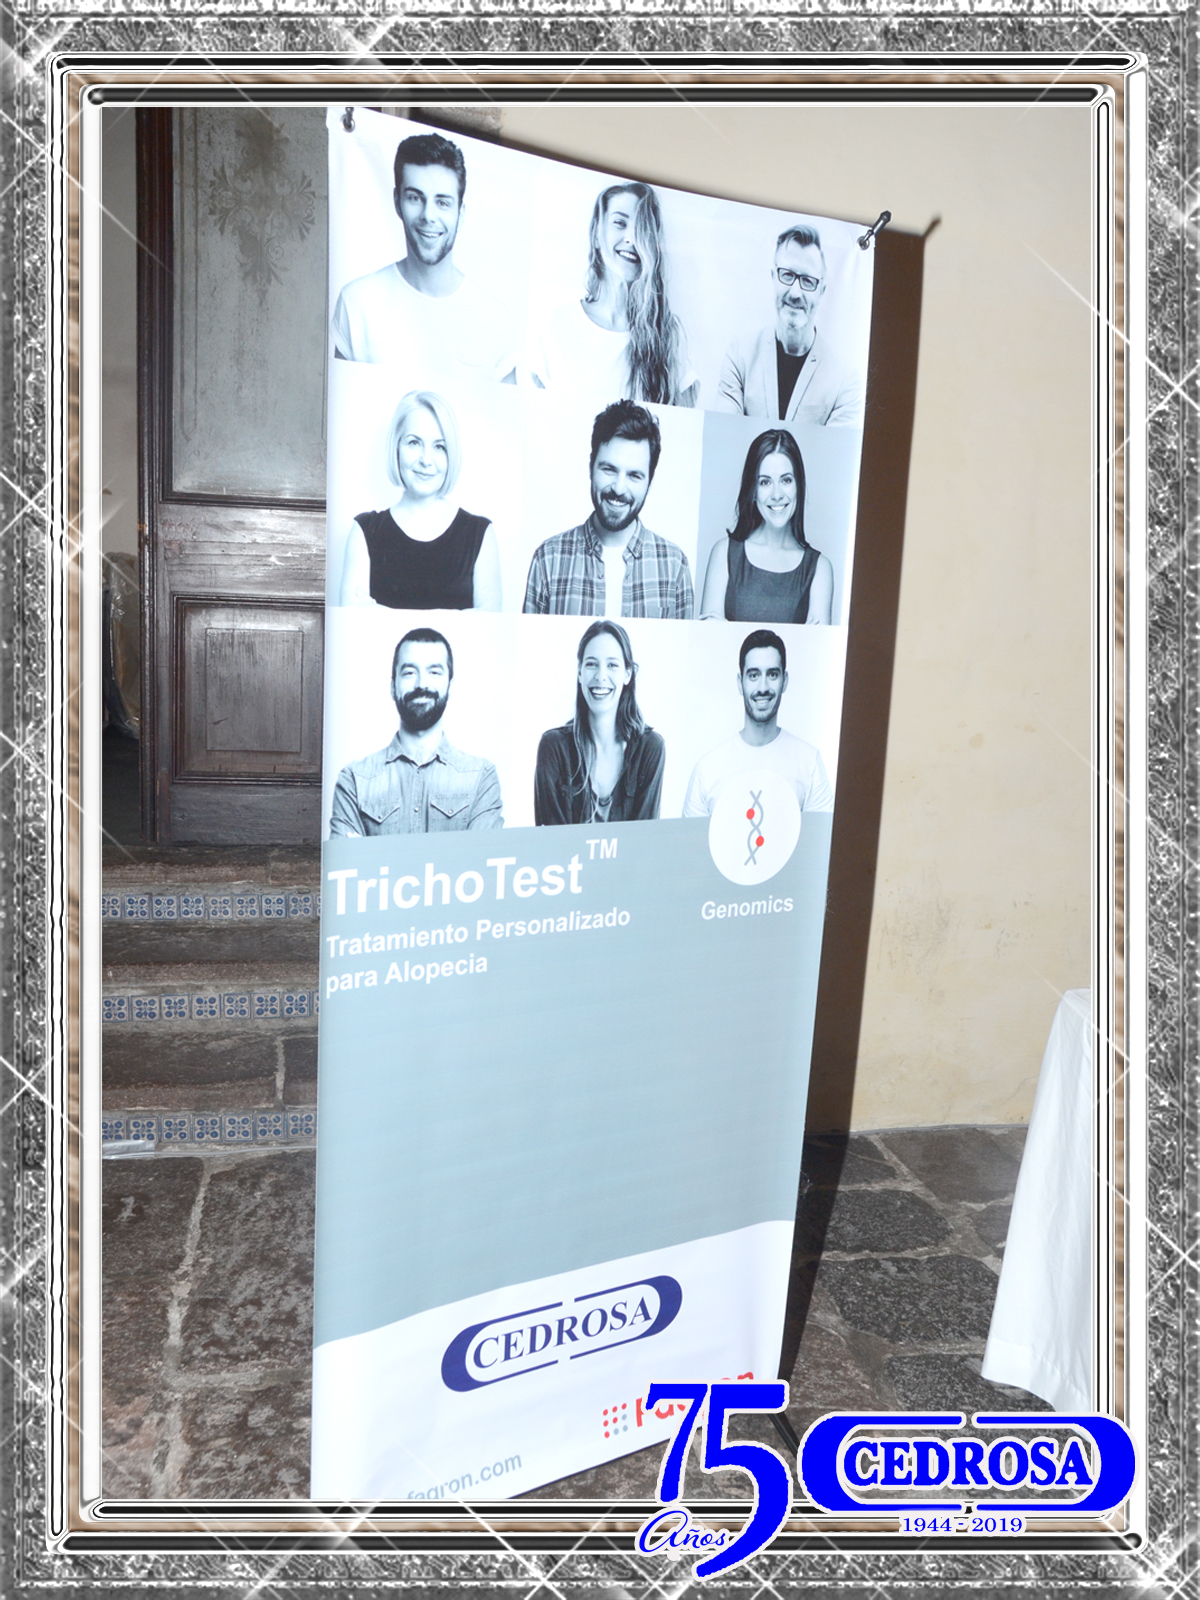 TrichoTest™
Tratamiento Personalizado
para Alopecia
Genomics
CEDROSA
fagron.com
75
Años
CEDROSA
1944 - 2019